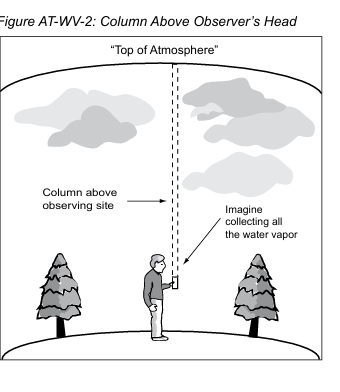 Figure AT-WV-2: Column Above Observer's Head
"Top of Atmosphere"
Column above
observing site
Imagine
collecting all
the water vapor